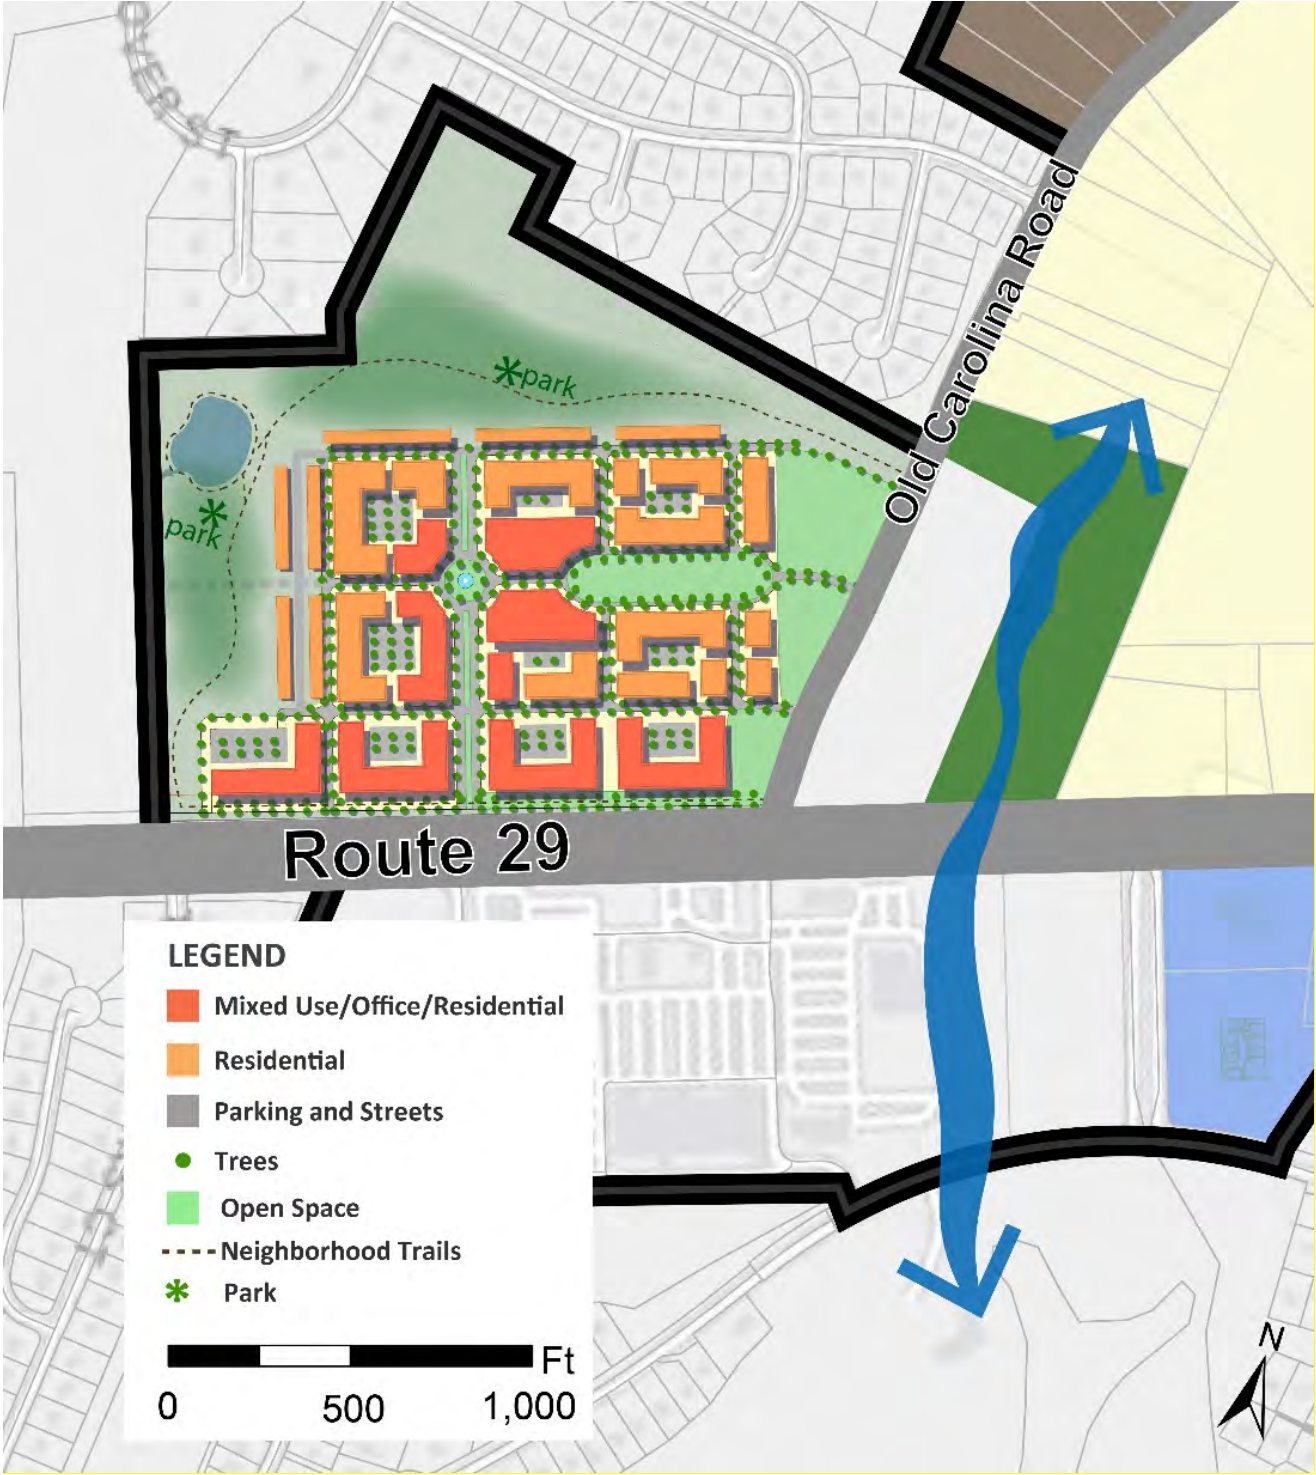 Old Carolina Road
park
park
Route 29
LEGEND
Mixed Use/Office/Residential
Residential
Parking and Streets
Trees
Open Space
Neighborhood Trails
Park
Ft
0 500 1,000
N